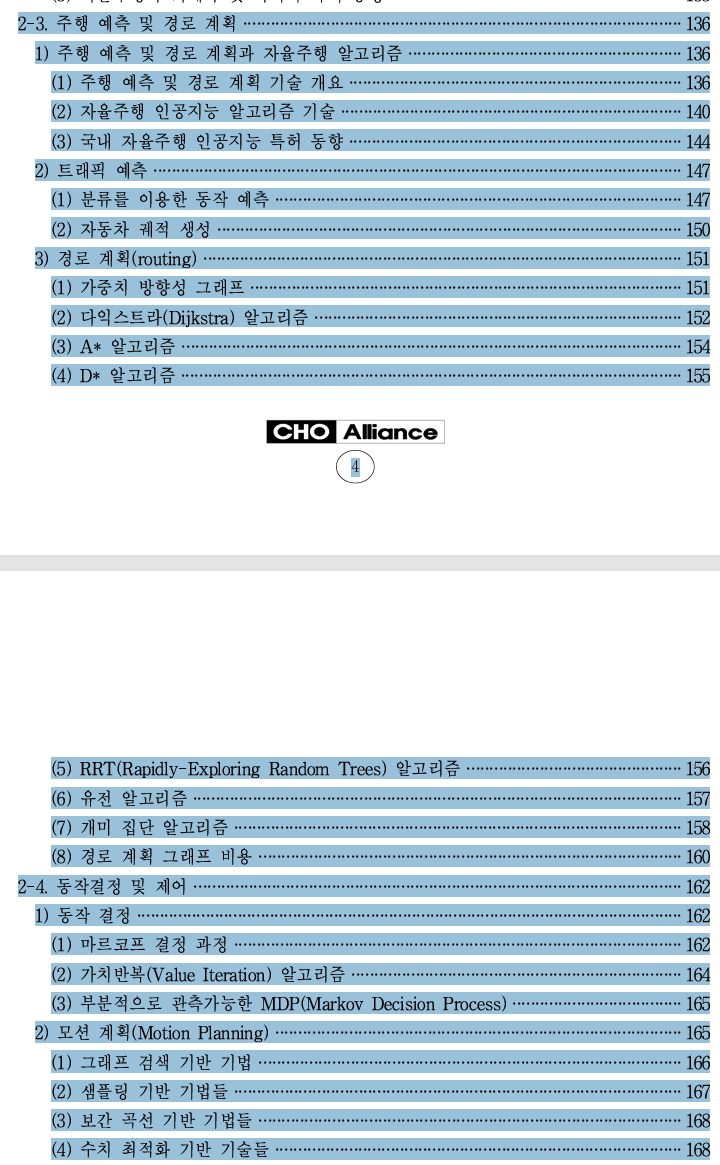 2-3. 주행 예측 및 경로 계획 ································ 136
1) 주행 예측 및 경로 계획과 자율주행 알고리즘 ································ 136
(1) 주행 예측 및 경로 계획 기술 개요 ································ 136
(2) 자율주행 인공지능 알고리즘 기술 ································ 140
(3) 국내 자율주행 인공지능 특허 동향 ································ 144
2) 트래픽 예측 ································ 147
(1) 분류를 이용한 동작 예측 ································ 147
(2) 자동차 궤적 생성 ································ 150
3) 경로 계획(routing) ································ 151
(1) 가중치 방향성 그래프 ································ 151
(2) 다익스트라(Dijkstra) 알고리즘 ································ 152
(3) A* 알고리즘 ································ 154
(4) D* 알고리즘 ································ 155
CHO Alliance
4
(5) RRT(Rapidly-Exploring Random Trees) 알고리즘 ································ 156
(6) 유전 알고리즘 ································ 157
(7) 개미 집단 알고리즘 ································ 158
(8) 경로 계획 그래프 비용 ································ 160
2-4. 동작결정 및 제어 ································ 162
1) 동작 결정 ································ 162
(1) 마르코프 결정 과정 ································ 162
(2) 가치반복(Value Iteration) 알고리즘 ································ 164
(3) 부분적으로 관측가능한 MDP(Markov Decision Process) ································ 165
2) 모션 계획(Motion Planning) ································ 165
(1) 그래프 검색 기반 기법 ································ 166
(2) 샘플링 기반 기법들 ································ 167
(3) 보간 곡선 기반 기법들 ································ 168
(4) 수치 최적화 기반 기술들 ································ 168